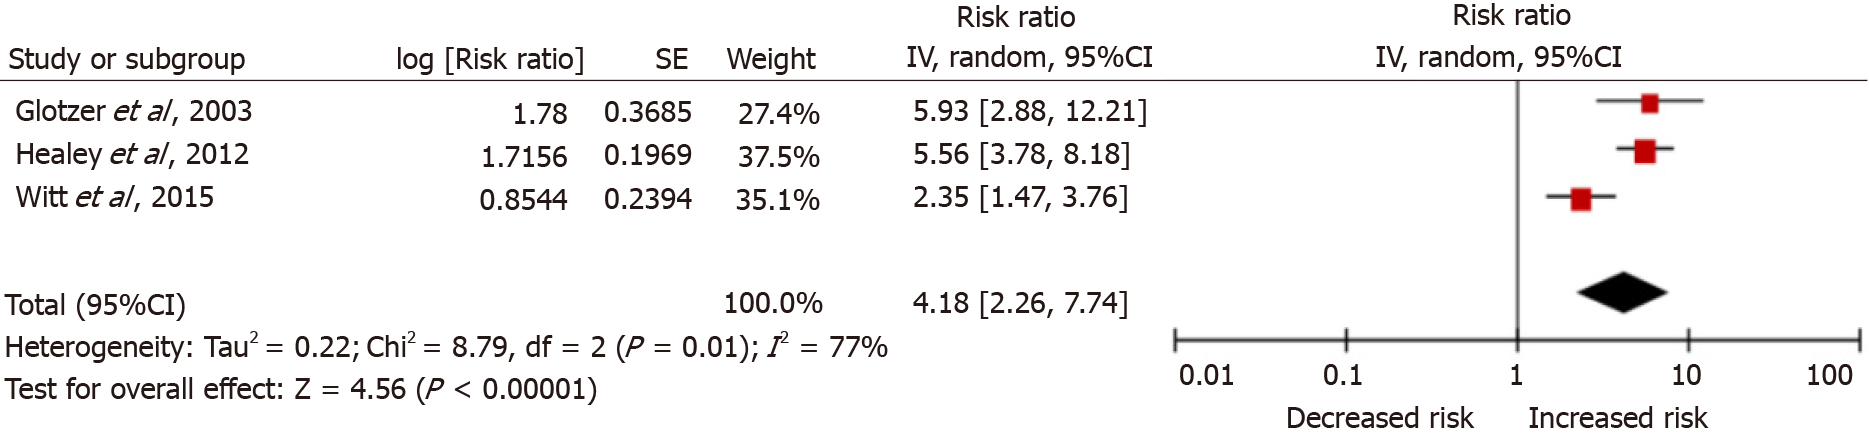 Risk ratio Risk ratio
Study or subgroup log [Risk ratio] SE Weight IV, random, 95%CI IV, random, 95%CI
Glotzer et al, 2003 1.78 0.3685 27.4% 5.93 [2.88, 12.21]
Healey et al, 2012 1.7156 0.1969 37.5% 5.56 [3.78, 8.18]
Witt et al, 2015 0.8544 0.2394 35.1% 2.35 [1.47, 3.76]
Total (95%CI) 100.0% 4.18 [2.26, 7.74]
Heterogeneity: Tau² = 0.22; Chi² = 8.79, df = 2 (P = 0.01); I² = 77%
Test for overall effect: Z = 4.56 (P < 0.00001)
0.01 0.1 1 10 100
Decreased risk Increased risk